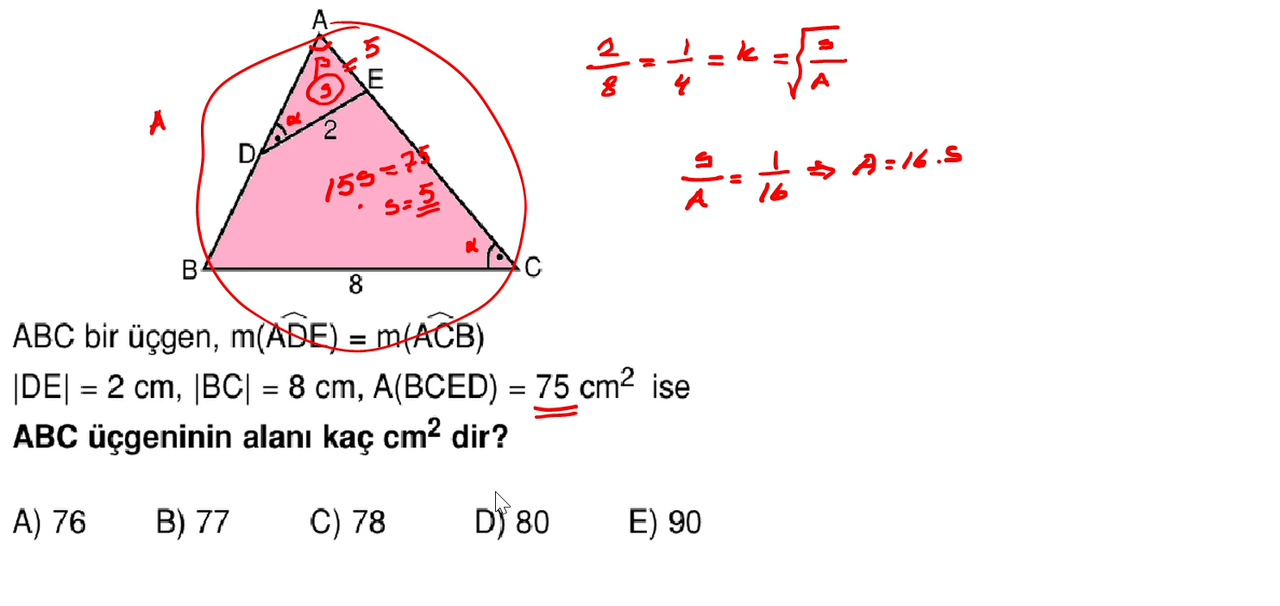 A
5
β
E
2/8 = 1/4 = k = √(s/A)
A
s
α
2
D
15s = 75
s = 5
s/A = 1/16 ⇒ A = 16.s
α
B
C
8
ABC bir üçgen, m(ADE) = m(ACB)
|DE| = 2 cm, |BC| = 8 cm, A(BCED) = 75 cm² ise
ABC üçgeninin alanı kaç cm² dir?
A) 76 B) 77 C) 78 D) 80 E) 90